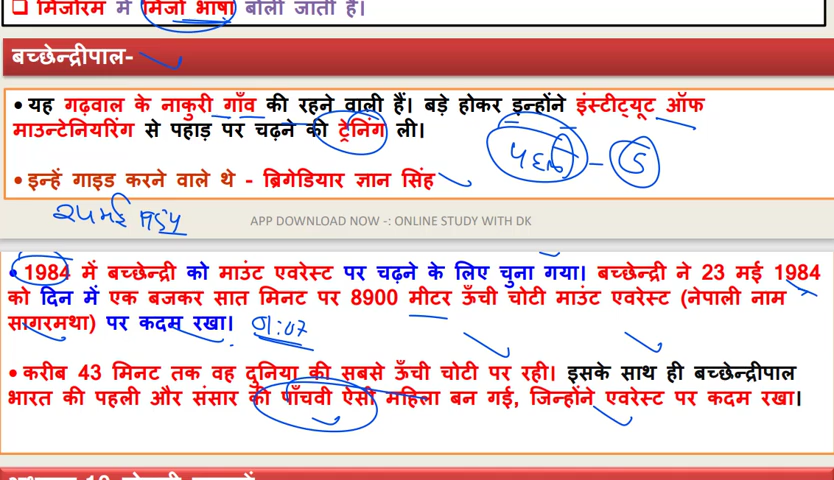 ❑ मिजोरम में मिजो भाषा बोली जाती है।
बच्छेन्द्रीपाल-
•यह गढ़वाल के नाकुरी गाँव की रहने वाली हैं। बड़े होकर इन्होंने इंस्टीट्यूट ऑफ
माउन्टेनियरिंग से पहाड़ पर चढ़ने की ट्रेनिंग ली।
•इन्हें गाइड करने वाले थे - ब्रिगेडियार ज्ञान सिंह
APP DOWNLOAD NOW -: ONLINE STUDY WITH DK
•1984 में बच्छेन्द्री को माउंट एवरेस्ट पर चढ़ने के लिए चुना गया। बच्छेन्द्री ने 23 मई 1984
को दिन में एक बजकर सात मिनट पर 8900 मीटर ऊँची चोटी माउंट एवरेस्ट (नेपाली नाम
सागरमथा) पर कदम रखा। 01:07
•करीब 43 मिनट तक वह दुनिया की सबसे ऊँची चोटी पर रही। इसके साथ ही बच्छेन्द्रीपाल
भारत की पहली और संसार की पाँचवी ऐसी महिला बन गई, जिन्होंने एवरेस्ट पर कदम रखा।